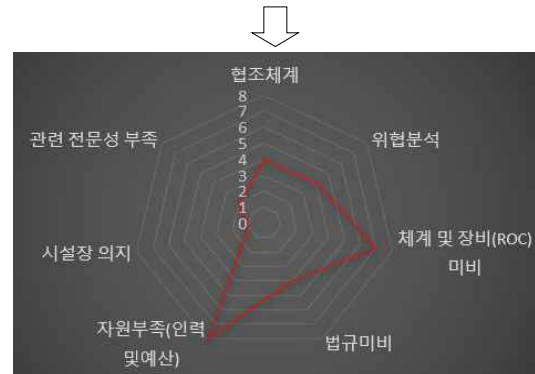 협조체계
8
7
6
5
4
3
2
1
0
위협분석
체계 및 장비(ROC)
미비
법규미비
자원부족(인력
및예산)
시설장 의지
관련 전문성 부족